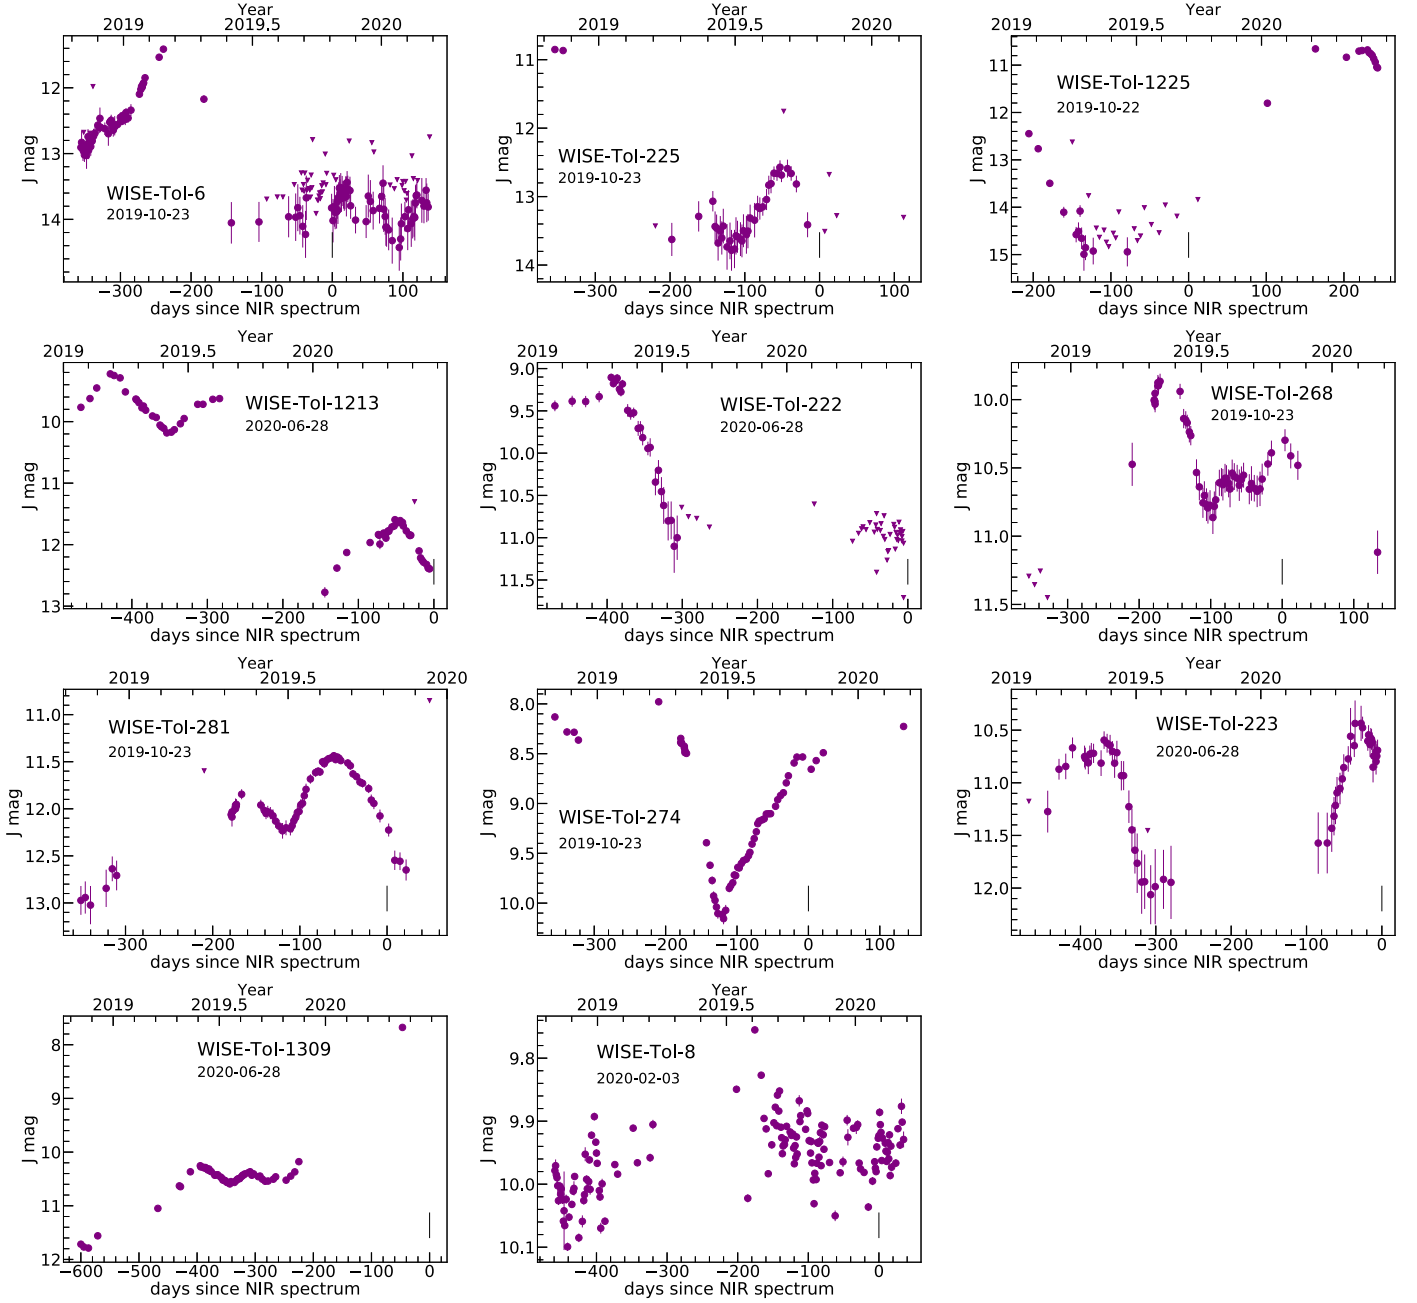 Year
2019 2019.5 2020
J mag
12
13
14
WISE-ToI-6
2019-10-23
−300 −200 −100 0 100
days since NIR spectrum
Year
2019 2019.5 2020
J mag
11
12
13
14
WISE-ToI-225
2019-10-23
−300 −200 −100 0 100
days since NIR spectrum
Year
2019 2019.5 2020
J mag
11
12
13
14
15
WISE-ToI-1225
2019-10-22
−200 −100 0 100 200
days since NIR spectrum
Year
2019 2019.5 2020
J mag
10
11
12
13
WISE-ToI-1213
2020-06-28
−400 −300 −200 −100 0
days since NIR spectrum
Year
2019 2019.5 2020
J mag
9.0
9.5
10.0
10.5
11.0
11.5
WISE-ToI-222
2020-06-28
−400 −300 −200 −100 0
days since NIR spectrum
Year
2019 2019.5 2020
J mag
10.0
10.5
11.0
11.5
WISE-ToI-268
2019-10-23
−300 −200 −100 0 100
days since NIR spectrum
Year
2019 2019.5 2020
J mag
11.0
11.5
12.0
12.5
13.0
WISE-ToI-281
2019-10-23
−300 −200 −100 0
days since NIR spectrum
Year
2019 2019.5 2020
J mag
8.0
8.5
9.0
9.5
10.0
WISE-ToI-274
2019-10-23
−300 −200 −100 0 100
days since NIR spectrum
Year
2019 2019.5 2020
J mag
10.5
11.0
11.5
12.0
WISE-ToI-223
2020-06-28
−400 −300 −200 −100 0
days since NIR spectrum
Year
2019 2019.5 2020
J mag
8
9
10
11
12
WISE-ToI-1309
2020-06-28
−600 −500 −400 −300 −200 −100 0
days since NIR spectrum
Year
2019 2019.5 2020
J mag
9.8
9.9
10.0
10.1
WISE-ToI-8
2020-02-03
−400 −300 −200 −100 0
days since NIR spectrum